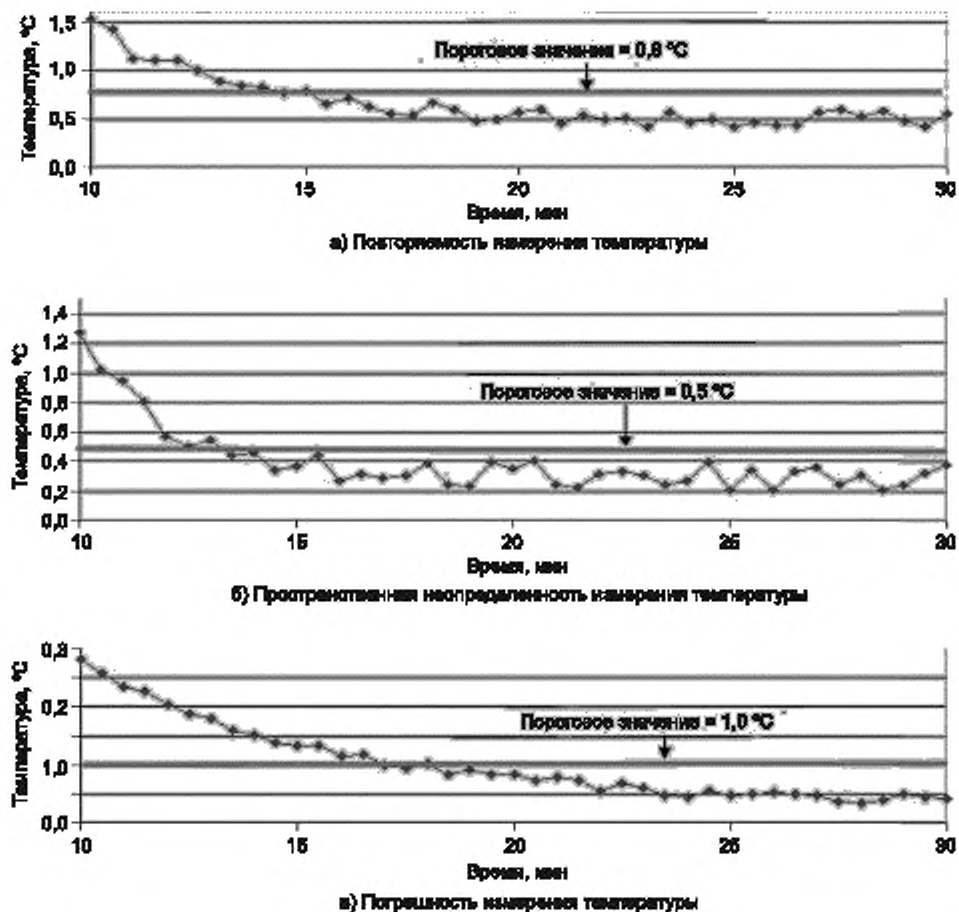 1,5
Температура, °C
1,0
0,5
0,0
Пороговое значение = 0,8 °C
10 15 20 25 30
Время, мин
а) Повторяемость измерения температуры
1,4
1,2
1,0
0,8
0,6
0,4
0,2
0,0
Температура, °C
Пороговое значение = 0,5 °C
10 15 20 25 30
Время, мин
б) Пространственная неопределенность измерения температуры
0,3
0,2
1,0
0,0
Температура, °C
Пороговое значение = 1,0 °C
10 15 20 25 30
Время, мин
в) Погрешность измерения температуры